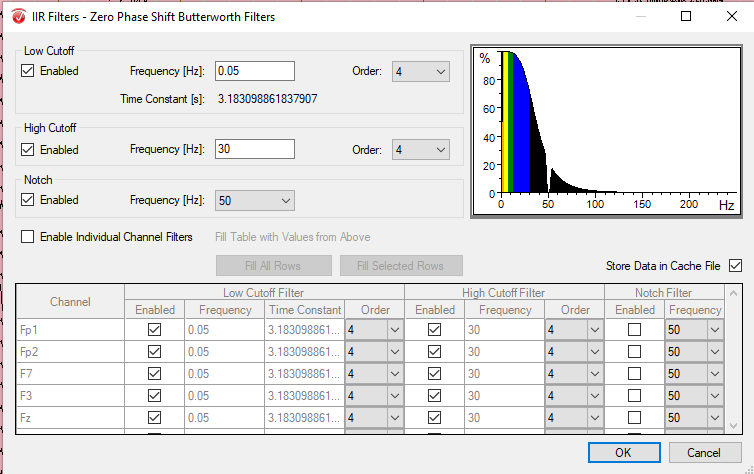 IIR Filters - Zero Phase Shift Butterworth Filters
Low Cutoff
Enabled Frequency [Hz]: 0.05 Order: 4
Time Constant [s]: 3.183098861837907
High Cutoff
Enabled Frequency [Hz]: 30 Order: 4
Notch
Enabled Frequency [Hz]: 50
%
80
60
40
20
0
0 50 100 150 200 Hz
Enable Individual Channel Filters Fill Table with Values from Above
Fill All Rows Fill Selected Rows Store Data in Cache File
Channel Low Cutoff Filter High Cutoff Filter Notch Filter
Enabled Frequency Time Constant Order Enabled Frequency Order Enabled Frequency
Fp1 0.05 3.183098861... 4 30 4 50
Fp2 0.05 3.183098861... 4 30 4 50
F7 0.05 3.183098861... 4 30 4 50
F3 0.05 3.183098861... 4 30 4 50
Fz 0.05 3.183098861... 4 30 4 50
OK Cancel